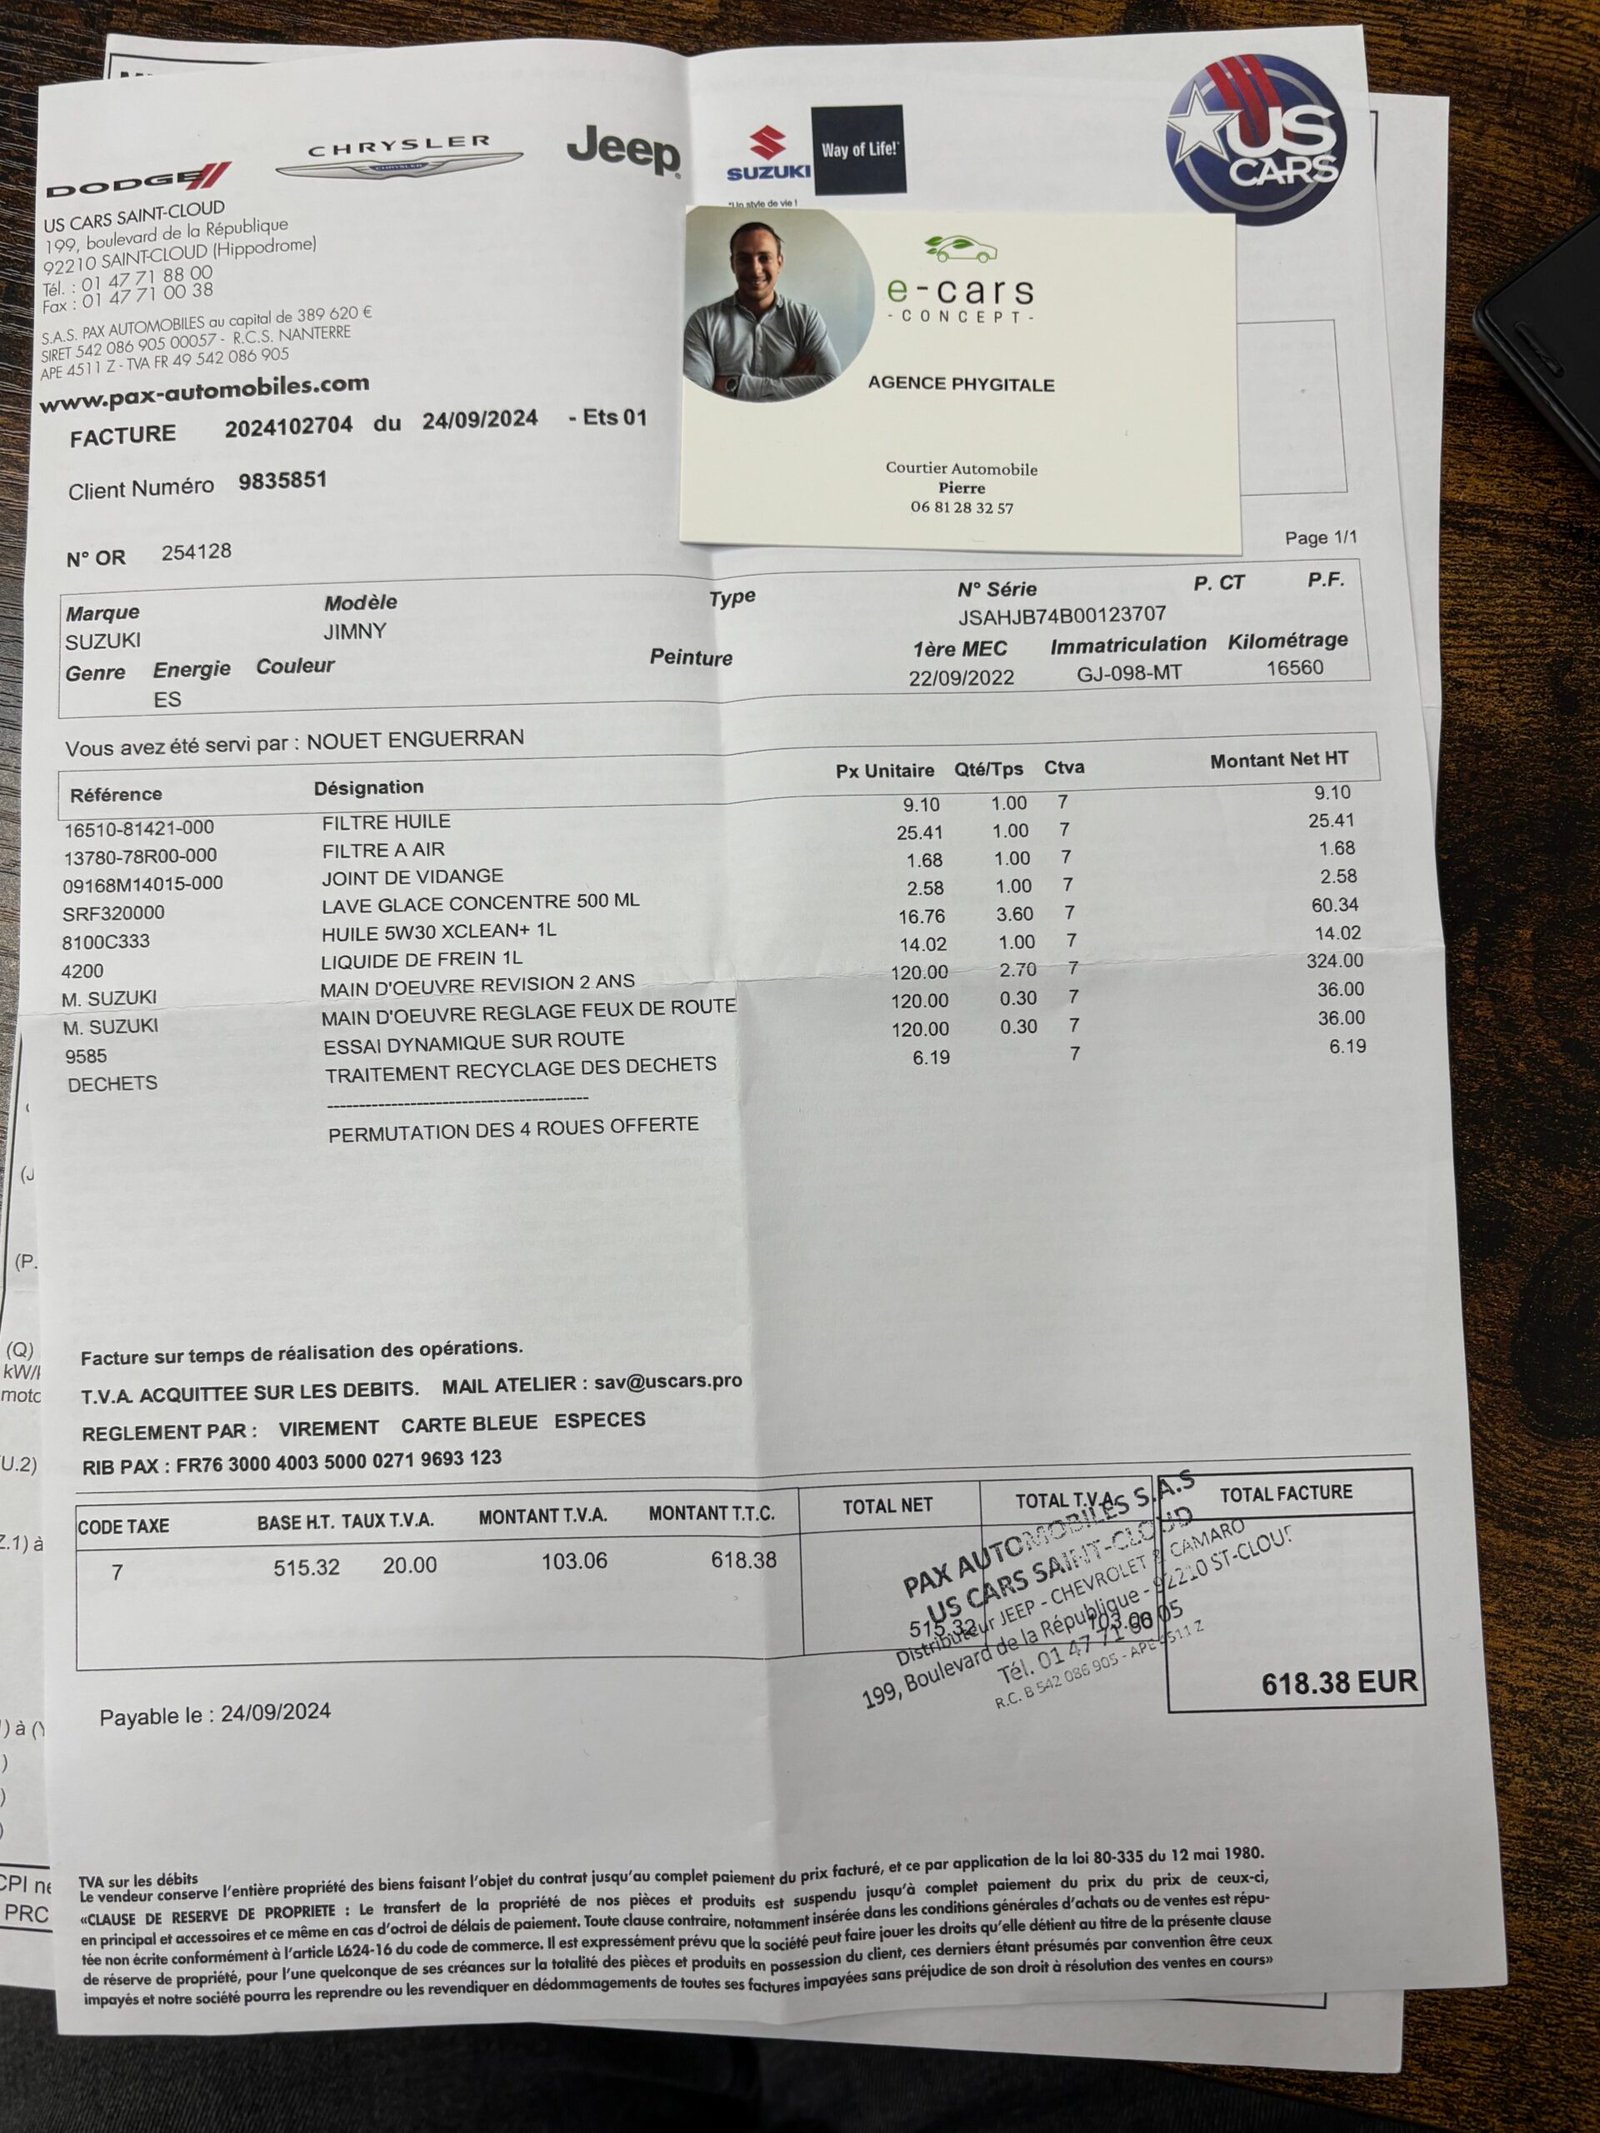 DODGE
CHRYSLER
CHRYSLER
Jeep
SUZUKI
Way of Life!
"Un style de vie !
US CARS
US CARS SAINT-CLOUD
199, boulevard de la République
92210 SAINT-CLOUD (Hippodrome)
Tél. : 01 47 71 88 00
Fax : 01 47 71 00 38
S.A.S. PAX AUTOMOBILES au capital de 389 620 €
SIRET 542 086 905 00057 - R.C.S. NANTERRE
APE 4511 Z - TVA FR 49 542 086 905
www.pax-automobiles.com
e-cars
- CONCEPT -
AGENCE PHYGITALE
Courtier Automobile
Pierre
06 81 28 32 57
FACTURE 2024102704 du 24/09/2024 - Ets 01
Client Numéro 9835851
N° OR 254128
Page 1/1
Marque Modèle Type N° Série P. CT P.F.
SUZUKI JIMNY JSAHJB74B00123707
Genre Energie Couleur Peinture 1ère MEC Immatriculation Kilométrage
ES 22/09/2022 GJ-098-MT 16560
Vous avez été servi par : NOUET ENGUERRAN
Référence Désignation Px Unitaire Qté/Tps Ctva Montant Net HT
16510-81421-000 FILTRE HUILE 9.10 1.00 7 9.10
13780-78R00-000 FILTRE A AIR 25.41 1.00 7 25.41
09168M14015-000 JOINT DE VIDANGE 1.68 1.00 7 1.68
SRF320000 LAVE GLACE CONCENTRE 500 ML 2.58 1.00 7 2.58
8100C333 HUILE 5W30 XCLEAN+ 1L 16.76 3.60 7 60.34
4200 LIQUIDE DE FREIN 1L 14.02 1.00 7 14.02
M. SUZUKI MAIN D'OEUVRE REVISION 2 ANS 120.00 2.70 7 324.00
M. SUZUKI MAIN D'OEUVRE REGLAGE FEUX DE ROUTE 120.00 0.30 7 36.00
9585 ESSAI DYNAMIQUE SUR ROUTE 120.00 0.30 7 36.00
DECHETS TRAITEMENT RECYCLAGE DES DECHETS 6.19 7 6.19
-----------------------------------------
PERMUTATION DES 4 ROUES OFFERTE
Facture sur temps de réalisation des opérations.
T.V.A. ACQUITTEE SUR LES DEBITS. MAIL ATELIER : sav@uscars.pro
REGLEMENT PAR : VIREMENT CARTE BLEUE ESPECES
RIB PAX : FR76 3000 4003 5000 0271 9693 123
CODE TAXE BASE H.T. TAUX T.V.A. MONTANT T.V.A. MONTANT T.T.C. TOTAL NET TOTAL T.V.A. TOTAL FACTURE
7 515.32 20.00 103.06 618.38
515.32 103.06
618.38 EUR
PAX AUTOMOBILES S.A.S
US CARS SAINT-CLOUD
Distributeur JEEP - CHEVROLET & CAMARO
199, Boulevard de la République - 92210 ST-CLOU
Tél. 01 47 71 90 05
R.C. B 542 086 905 - APE 4511 Z
Payable le : 24/09/2024
TVA sur les débits
Le vendeur conserve l'entière propriété des biens faisant l'objet du contrat jusqu'au complet paiement du prix facturé, et ce par application de la loi 80-335 du 12 mai 1980.
«CLAUSE DE RESERVE DE PROPRIETE : Le transfert de la propriété de nos pièces et produits est suspendu jusqu'à complet paiement du prix du prix de ceux-ci,
en principal et accessoires et ce même en cas d'octroi de délais de paiement. Toute clause contraire, notamment insérée dans les conditions générales d'achats ou de ventes est répu-
tée non écrite conformément à l'article L624-16 du code de commerce. Il est expressément prévu que la société peut faire jouer les droits qu'elle détient au titre de la présente clause
de réserve de propriété, pour l'une quelconque de ses créances sur la totalité des pièces et produits en possession du client, ces derniers étant présumés par convention être ceux
impayés et notre société pourra les reprendre ou les revendiquer en dédommagements de toutes ses factures impayées sans préjudice de son droit à résolution des ventes en cours»
(J
(P.
(Q)
kW/
moto
U.2)
Z.1) à
) à (Y
)
)
)
CPI ne
PRC